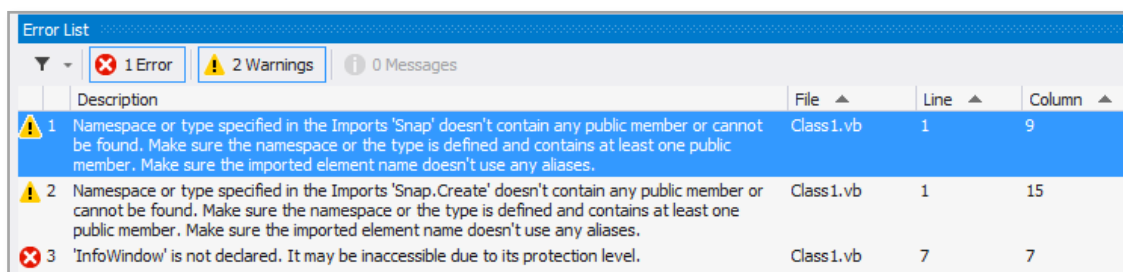 Error List
1 Error 2 Warnings 0 Messages
Description File Line Column
1 Namespace or type specified in the Imports 'Snap' doesn't contain any public member or cannot Class1.vb 1 9
be found. Make sure the namespace or the type is defined and contains at least one public
member. Make sure the imported element name doesn't use any aliases.
2 Namespace or type specified in the Imports 'Snap.Create' doesn't contain any public member or Class1.vb 1 15
cannot be found. Make sure the namespace or the type is defined and contains at least one
public member. Make sure the imported element name doesn't use any aliases.
3 'InfoWindow' is not declared. It may be inaccessible due to its protection level. Class1.vb 7 7